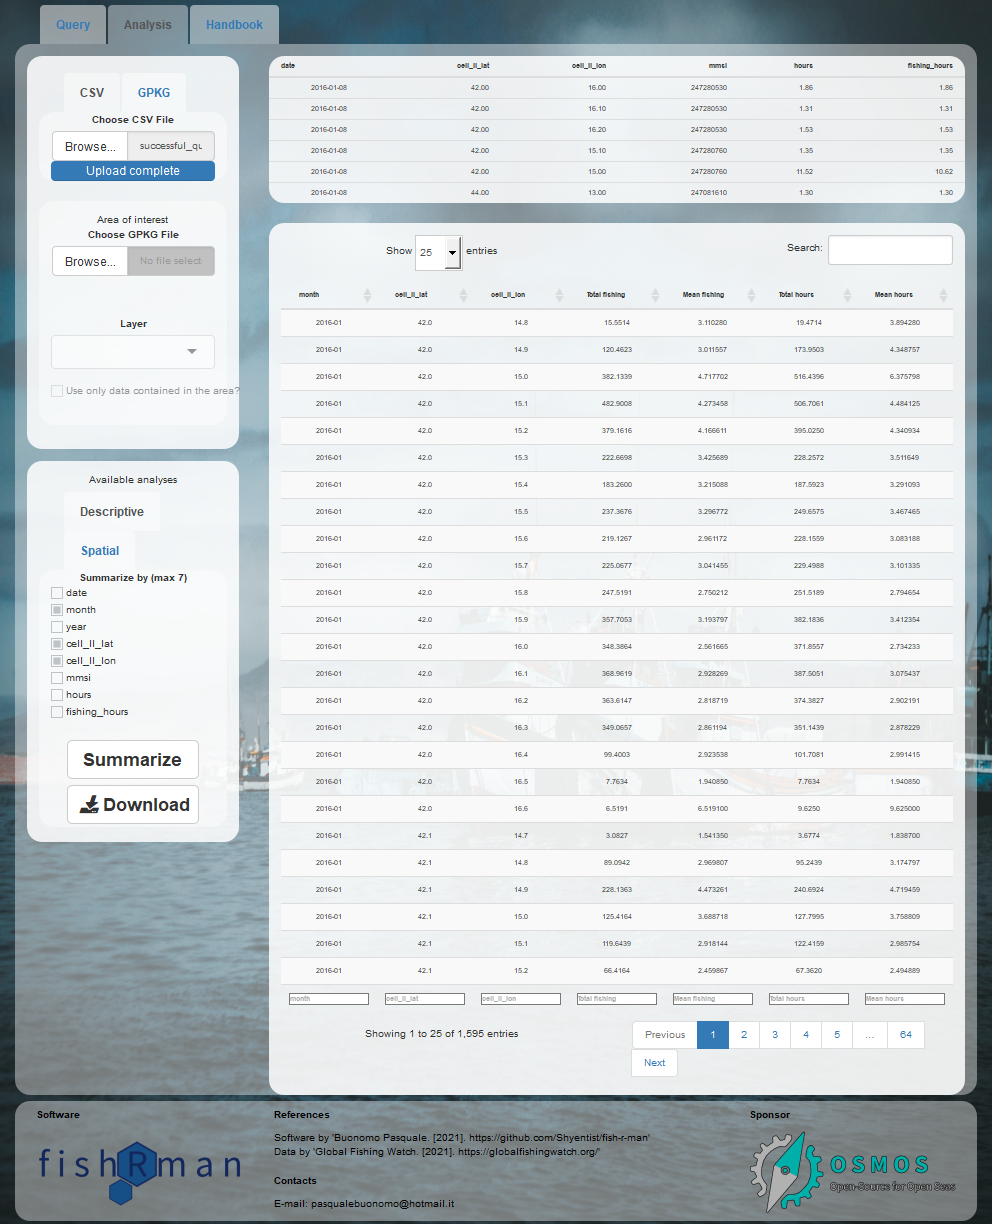 Query Analysis Handbook
CSV GPKG
Choose CSV File
Browse... successful_qu
Upload complete
Area of interest
Choose GPKG File
Browse... No file select
Layer
Use only data contained in the area?
Available analyses
Descriptive
Spatial
Summarize by (max 7)
date
month
year
cell_ll_lat
cell_ll_lon
mmsi
hours
fishing_hours
Summarize
Download
date cell_ll_lat cell_ll_lon mmsi hours fishing_hours
2016-01-08 42.00 16.00 247280530 1.86 1.86
2016-01-08 42.00 16.10 247280530 1.31 1.31
2016-01-08 42.00 16.20 247280530 1.53 1.53
2016-01-08 42.00 15.10 247280760 1.35 1.35
2016-01-08 42.00 15.00 247280760 11.52 10.62
2016-01-08 44.00 13.00 247081610 1.30 1.30
Show 25 entries Search:
month cell_ll_lat cell_ll_lon Total fishing Mean fishing Total hours Mean hours
2016-01 42.0 14.8 15.5514 3.110280 19.4714 3.894280
2016-01 42.0 14.9 120.4623 3.011557 173.9503 4.348757
2016-01 42.0 15.0 382.1339 4.717702 516.4396 6.375798
2016-01 42.0 15.1 482.9008 4.273458 506.7061 4.484125
2016-01 42.0 15.2 379.1616 4.166611 395.0250 4.340934
2016-01 42.0 15.3 222.6698 3.425689 228.2572 3.511649
2016-01 42.0 15.4 183.2600 3.215088 187.5923 3.291093
2016-01 42.0 15.5 237.3676 3.296772 249.6575 3.467465
2016-01 42.0 15.6 219.1267 2.961172 228.1559 3.083188
2016-01 42.0 15.7 225.0677 3.041455 229.4988 3.101335
2016-01 42.0 15.8 247.5191 2.750212 251.5189 2.794654
2016-01 42.0 15.9 357.7053 3.193797 382.1836 3.412354
2016-01 42.0 16.0 348.3864 2.561665 371.8557 2.734233
2016-01 42.0 16.1 368.9619 2.928269 387.5051 3.075437
2016-01 42.0 16.2 363.6147 2.818719 374.3827 2.902191
2016-01 42.0 16.3 349.0657 2.861194 351.1439 2.878229
2016-01 42.0 16.4 99.4003 2.923538 101.7081 2.991415
2016-01 42.0 16.5 7.7634 1.940850 7.7634 1.940850
2016-01 42.0 16.6 6.5191 6.519100 9.6250 9.625000
2016-01 42.1 14.7 3.0827 1.541350 3.6774 1.838700
2016-01 42.1 14.8 89.0942 2.969807 95.2439 3.174797
2016-01 42.1 14.9 228.1363 4.473261 240.6924 4.719459
2016-01 42.1 15.0 125.4164 3.688718 127.7995 3.758809
2016-01 42.1 15.1 119.6439 2.918144 122.4159 2.985754
2016-01 42.1 15.2 66.4164 2.459867 67.3620 2.494889
month cell_ll_lat cell_ll_lon Total fishing Mean fishing Total hours Mean hours
Showing 1 to 25 of 1,595 entries Previous 1 2 3 4 5 ... 64
Next
Software References Sponsor
fishRman
Software by 'Buonomo Pasquale. [2021]. https://github.com/Shyentist/fish-r-man'
Data by 'Global Fishing Watch. [2021]. https://globalfishingwatch.org/'
Contacts
E-mail: pasqualebuonomo@hotmail.it
OSMOS
Open-Source for Open Seas